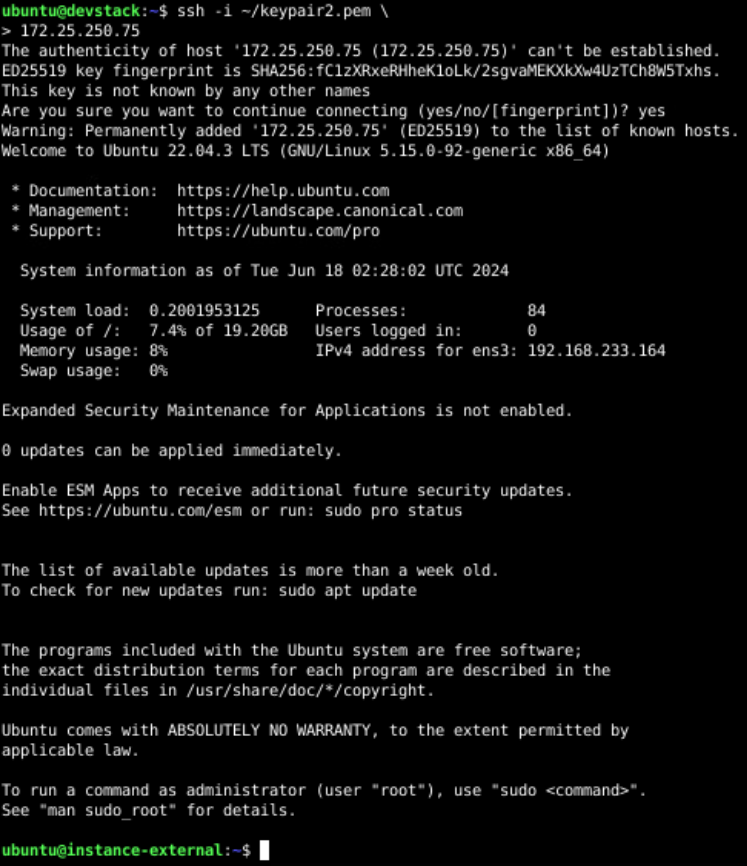 ubuntu@devstack:~$ ssh -i ~/keypair2.pem \
> 172.25.250.75
The authenticity of host '172.25.250.75 (172.25.250.75)' can't be established.
ED25519 key fingerprint is SHA256:fC1zXRxeRHheK1oLk/2sgvaMEKXkXw4UzTCh8W5Txhs.
This key is not known by any other names
Are you sure you want to continue connecting (yes/no/[fingerprint])? yes
Warning: Permanently added '172.25.250.75' (ED25519) to the list of known hosts.
Welcome to Ubuntu 22.04.3 LTS (GNU/Linux 5.15.0-92-generic x86_64)
 * Documentation:  https://help.ubuntu.com
 * Management:     https://landscape.canonical.com
 * Support:        https://ubuntu.com/pro
  System information as of Tue Jun 18 02:28:02 UTC 2024
  System load:  0.2001953125      Processes:             84
  Usage of /:   7.4% of 19.20GB   Users logged in:       0
  Memory usage: 8%                IPv4 address for ens3: 192.168.233.164
  Swap usage:   0%
Expanded Security Maintenance for Applications is not enabled.
0 updates can be applied immediately.
Enable ESM Apps to receive additional future security updates.
See https://ubuntu.com/esm or run: sudo pro status
The list of available updates is more than a week old.
To check for new updates run: sudo apt update
The programs included with the Ubuntu system are free software;
the exact distribution terms for each program are described in the
individual files in /usr/share/doc/*/copyright.
Ubuntu comes with ABSOLUTELY NO WARRANTY, to the extent permitted by
applicable law.
To run a command as administrator (user "root"), use "sudo <command>".
See "man sudo_root" for details.
ubuntu@instance-external:~$